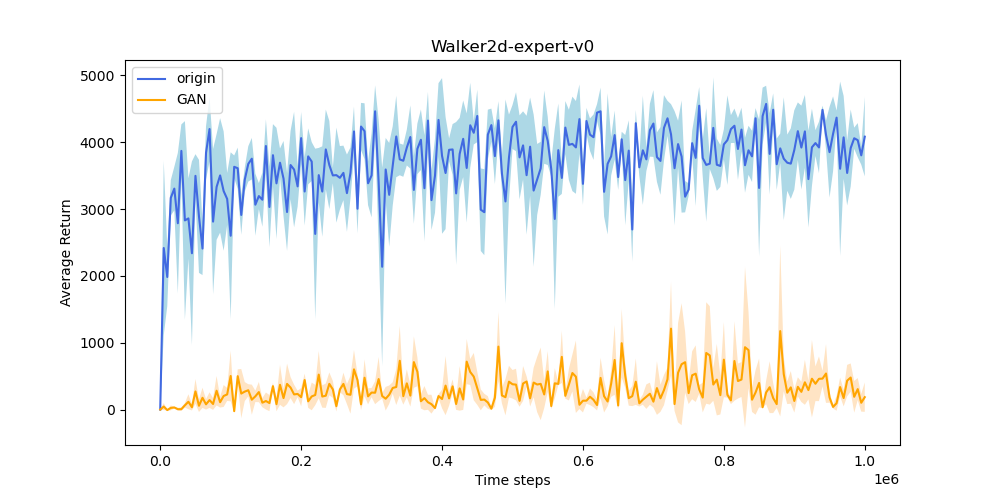 Walker2d-expert-v0
origin
GAN
Average Return
5000
4000
3000
2000
1000
0
0.0
0.2
0.4
0.6
0.8
1.0
1e6
Time steps